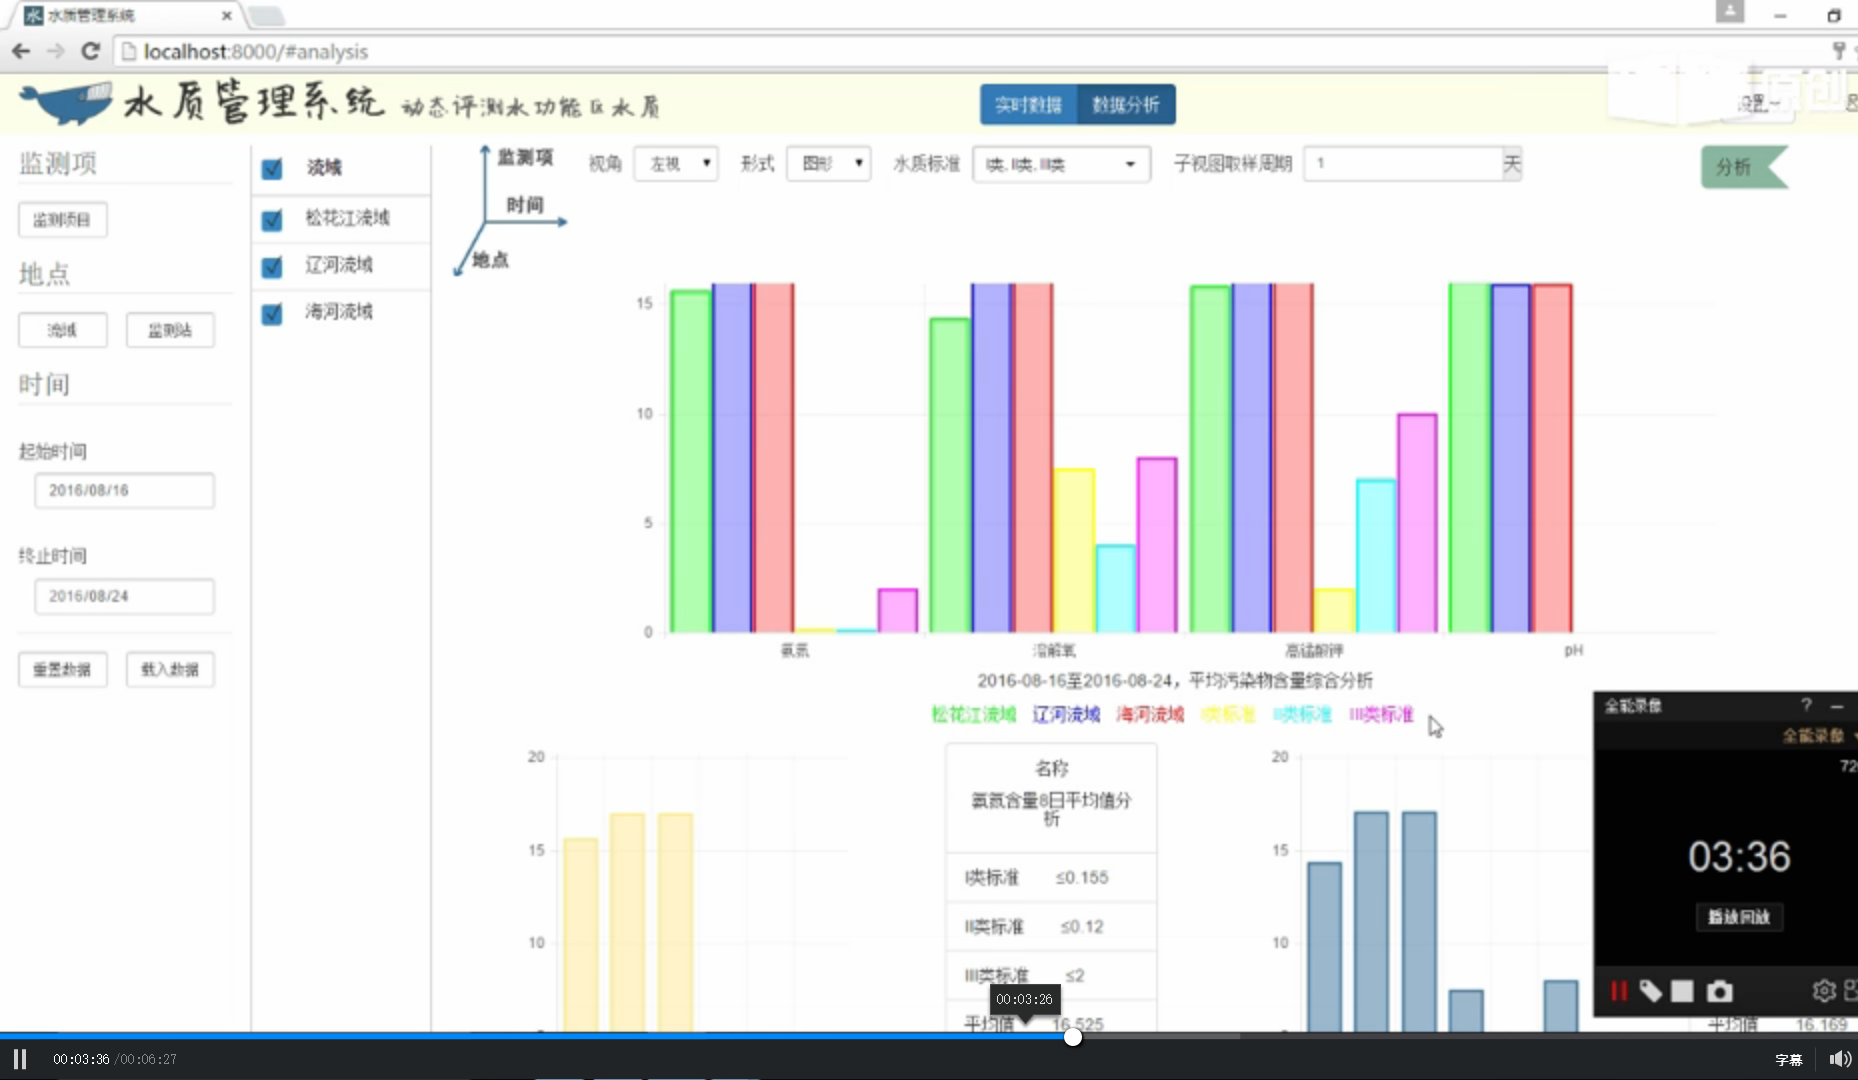 水质管理系统
localhost:8000/#analysis
水质管理系统 动态评测水功能区水质
实时数据 数据分析
设置
原创
监测项
监测项目
地点
流域 监测站
时间
起始时间
2016/08/16
终止时间
2016/08/24
重置数据 载入数据
流域
松花江流域
辽河流域
海河流域
监测项
时间
地点
视角 左视 形式 图形 水质标准 I类, II类, III类 子视图取样周期 1 天
分析
15
10
5
0
氨氮 溶解氧 高锰酸钾 pH
2016-08-16至2016-08-24，平均污染物含量综合分析
松花江流域 辽河流域 海河流域 I类标准 II类标准 III类标准
20
15
10
名称
氨氮含量8日平均值分
析
I类标准 ≤0.155
II类标准 ≤0.12
III类标准 ≤2
平均值 16.525
20
15
10
平均值 16.169
全能录像 ?
全能录像
72
03:36
播放回放
00:03:26
00:03:36/00:06:27
字幕